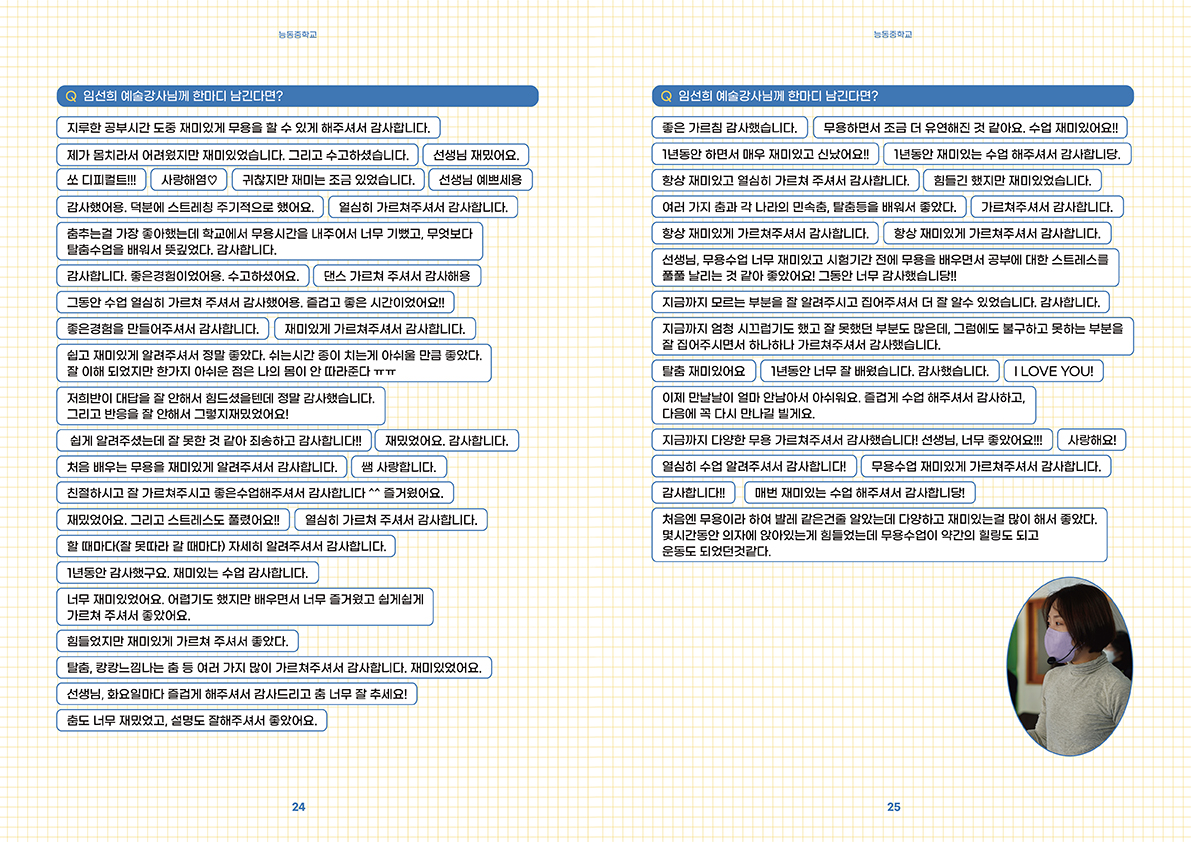 능동중학교
Q 임선희 예술강사님께 한마디 남긴다면?
지루한 공부시간 도중 재미있게 무용을 할 수 있게 해주셔서 감사합니다.
제가 몸치라서 어려웠지만 재미있었습니다. 그리고 수고하셨습니다.
선생님 재밌어요.
쏘 디피컬트!!!
사랑해염♡
귀찮지만 재미는 조금 있었습니다.
선생님 예쁘세용
감사했어용. 덕분에 스트레칭 주기적으로 했어요.
열심히 가르쳐주셔서 감사합니다.
춤추는걸 가장 좋아했는데 학교에서 무용시간을 내주어서 너무 기뻤고, 무엇보다
탈춤수업을 배워서 뜻깊었다. 감사합니다.
감사합니다. 좋은경험이었어용. 수고하셨어요.
댄스 가르쳐 주셔서 감사해용
그동안 수업 열심히 가르쳐 주셔서 감사했어용. 즐겁고 좋은 시간이었어요!!
좋은경험을 만들어주셔서 감사합니다.
재미있게 가르쳐주셔서 감사합니다.
쉽고 재미있게 알려주셔서 정말 좋았다. 쉬는시간 종이 치는게 아쉬울 만큼 좋았다.
잘 이해 되었지만 한가지 아쉬운 점은 나의 몸이 안 따라준다 ㅠㅠ
저희반이 대답을 잘 안해서 힘드셨을텐데 정말 감사했습니다.
그리고 반응을 잘 안해서 그렇지재밌었어요!
쉽게 알려주셨는데 잘 못한 것 같아 죄송하고 감사합니다!!
재밌었어요. 감사합니다.
처음 배우는 무용을 재미있게 알려주셔서 감사합니다.
쌤 사랑합니다.
친절하시고 잘 가르쳐주시고 좋은수업해주셔서 감사합니다 ^^ 즐거웠어요.
재밌었어요. 그리고 스트레스도 풀렸어요!!
열심히 가르쳐 주셔서 감사합니다.
할 때마다(잘 못따라 갈 때마다) 자세히 알려주셔서 감사합니다.
1년동안 감사했구요. 재미있는 수업 감사합니다.
너무 재미있었어요. 어렵기도 했지만 배우면서 너무 즐거웠고 쉽게쉽게
가르쳐 주셔서 좋았어요.
힘들었지만 재미있게 가르쳐 주셔서 좋았다.
탈춤, 캉캉느낌나는 춤 등 여러 가지 많이 가르쳐주셔서 감사합니다. 재미있었어요.
선생님, 화요일마다 즐겁게 해주셔서 감사드리고 춤 너무 잘 추세요!
춤도 너무 재밌었고, 설명도 잘해주셔서 좋았어요.
24
능동중학교
Q 임선희 예술강사님께 한마디 남긴다면?
좋은 가르침 감사했습니다.
무용하면서 조금 더 유연해진 것 같아요. 수업 재미있어요!!
1년동안 하면서 매우 재미있고 신났어요!!
1년동안 재미있는 수업 해주셔서 감사합니당.
항상 재미있고 열심히 가르쳐 주셔서 감사합니다.
힘들긴 했지만 재미있었습니다.
여러 가지 춤과 각 나라의 민속춤, 탈춤등을 배워서 좋았다.
가르쳐주셔서 감사합니다.
항상 재미있게 가르쳐주셔서 감사합니다.
항상 재미있게 가르쳐주셔서 감사합니다.
선생님, 무용수업 너무 재미있고 시험기간 전에 무용을 배우면서 공부에 대한 스트레스를
풀풀 날리는 것 같아 좋았어요! 그동안 너무 감사했습니당!!
지금까지 모르는 부분을 잘 알려주시고 집어주셔서 더 잘 알수 있었습니다. 감사합니다.
지금까지 엄청 시끄럽기도 했고 잘 못했던 부분도 많은데, 그럼에도 불구하고 못하는 부분을
잘 집어주시면서 하나하나 가르쳐주셔서 감사했습니다.
탈춤 재미있어요
1년동안 너무 잘 배웠습니다. 감사했습니다.
I LOVE YOU!
이제 만날날이 얼마 안남아서 아쉬워요. 즐겁게 수업 해주셔서 감사하고,
다음에 꼭 다시 만나길 빌게요.
지금까지 다양한 무용 가르쳐주셔서 감사했습니다! 선생님, 너무 좋았어요!!!
사랑해요!
열심히 수업 알려주셔서 감사합니다!
무용수업 재미있게 가르쳐주셔서 감사합니다.
감사합니다!!
매번 재미있는 수업 해주셔서 감사합니당!
처음엔 무용이라 하여 발레 같은건줄 알았는데 다양하고 재미있는걸 많이 해서 좋았다.
몇시간동안 의자에 앉아있는게 힘들었는데 무용수업이 약간의 힐링도 되고
운동도 되었던것같다.
25